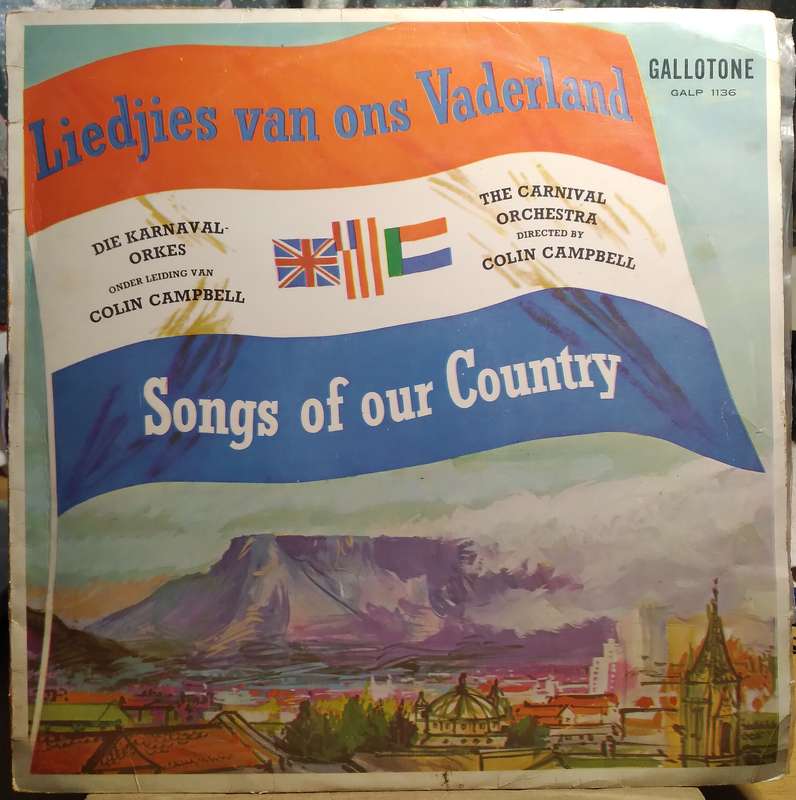 GALLOTONE
GALP 1136
Liedjies van ons Vaderland
DIE KARNAVAL-
ORKES
ONDER LEIDING VAN
COLIN CAMPBELL
THE CARNIVAL
ORCHESTRA
DIRECTED BY
COLIN CAMPBELL
Songs of our Country